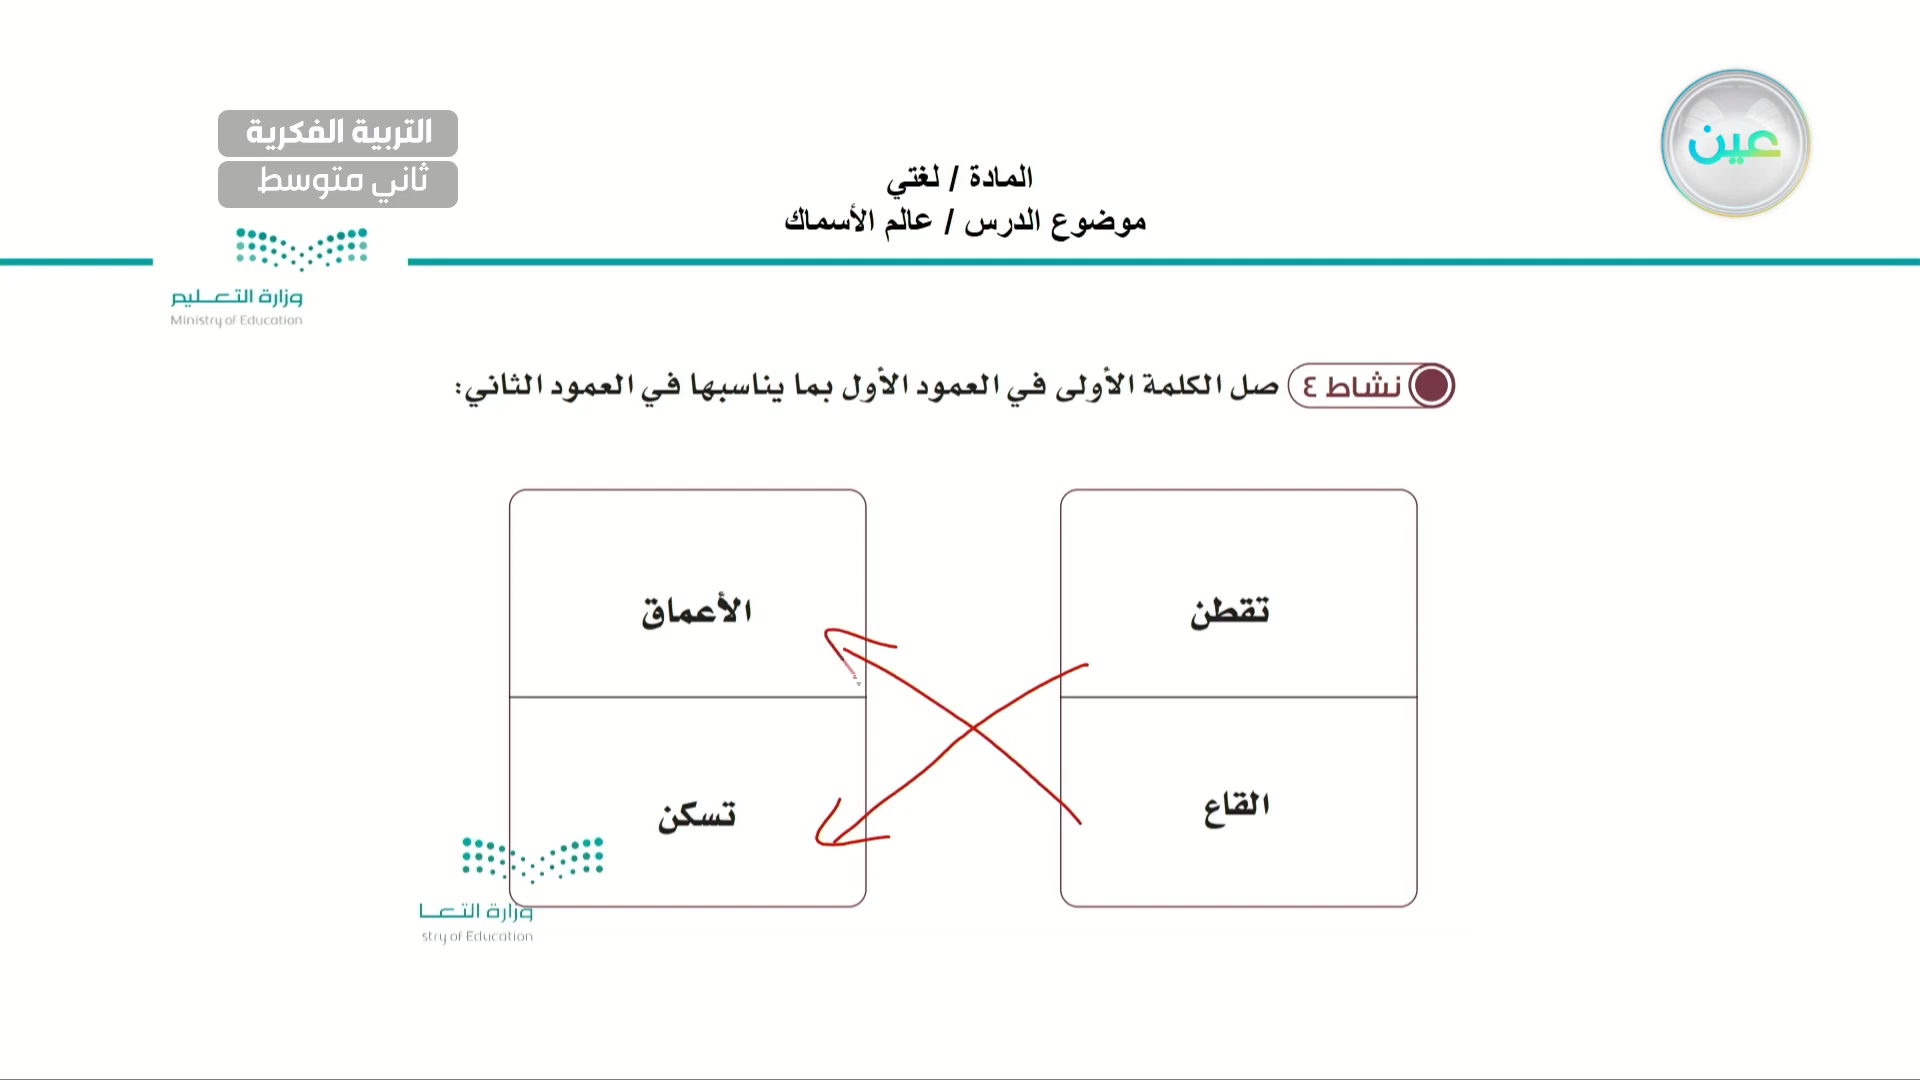 عين
التربية الفكرية
ثاني متوسط
المادة / لغتي
موضوع الدرس / عالم الأسماك
وزارة التعليم
Ministry of Education
نشاط ٤ صل الكلمة الأولى في العمود الأول بما يناسبها في العمود الثاني:
تقطن
الأعماق
القاع
تسكن
وزارة التعـا
stry of Education